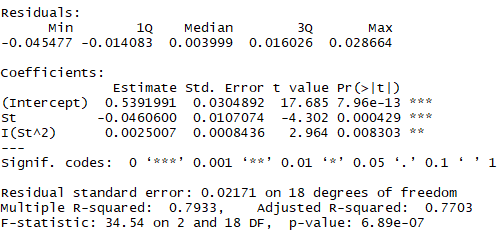 Residuals:
      Min        1Q    Median        3Q       Max
-0.045477 -0.014083  0.003999  0.016026  0.028664

Coefficients:
              Estimate Std. Error t value Pr(>|t|)
(Intercept)  0.5391991  0.0304892  17.685 7.96e-13 ***
St          -0.0460600  0.0107074  -4.302 0.000429 ***
I(St^2)      0.0025007  0.0008436   2.964 0.008303 **
---
Signif. codes:  0 ‘***’ 0.001 ‘**’ 0.01 ‘*’ 0.05 ‘.’ 0.1 ‘ ’ 1

Residual standard error: 0.02171 on 18 degrees of freedom
Multiple R-squared:  0.7933,    Adjusted R-squared:  0.7703
F-statistic: 34.54 on 2 and 18 DF,  p-value: 6.89e-07